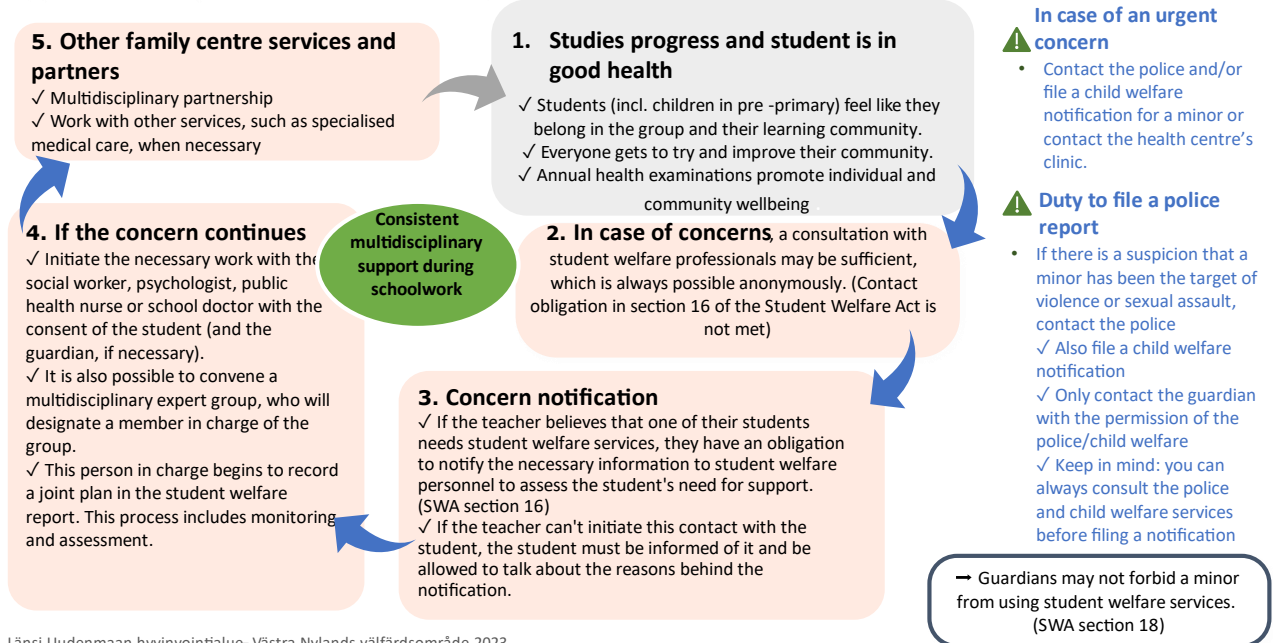 5. Other family centre services and
partners
✓ Multidisciplinary partnership
✓ Work with other services, such as specialised
medical care, when necessary
1. Studies progress and student is in
good health
✓ Students (incl. children in pre -primary) feel like they
belong in the group and their learning community.
✓ Everyone gets to try and improve their community.
✓ Annual health examinations promote individual and
community wellbeing
In case of an urgent
concern
• Contact the police and/or
file a child welfare
notification for a minor or
contact the health centre's
clinic.
Duty to file a police
report
• If there is a suspicion that a
minor has been the target of
violence or sexual assault,
contact the police
✓ Also file a child welfare
notification
✓ Only contact the guardian
with the permission of the
police/child welfare
✓ Keep in mind: you can
always consult the police
and child welfare services
before filing a notification
4. If the concern continues
✓ Initiate the necessary work with the
social worker, psychologist, public
health nurse or school doctor with the
consent of the student (and the
guardian, if necessary).
✓ It is also possible to convene a
multidisciplinary expert group, who will
designate a member in charge of the
group.
✓ This person in charge begins to record
a joint plan in the student welfare
report. This process includes monitoring
and assessment.
Consistent
multidisciplinary
support during
schoolwork
2. In case of concerns, a consultation with
student welfare professionals may be sufficient,
which is always possible anonymously. (Contact
obligation in section 16 of the Student Welfare Act is
not met)
3. Concern notification
✓ If the teacher believes that one of their students
needs student welfare services, they have an obligation
to notify the necessary information to student welfare
personnel to assess the student's need for support.
(SWA section 16)
✓ If the teacher can't initiate this contact with the
student, the student must be informed of it and be
allowed to talk about the reasons behind the
notification.
→ Guardians may not forbid a minor
from using student welfare services.
(SWA section 18)
Länsi-Uudenmaan hyvinvointialue- Västra Nylands välfärdsområde 2023